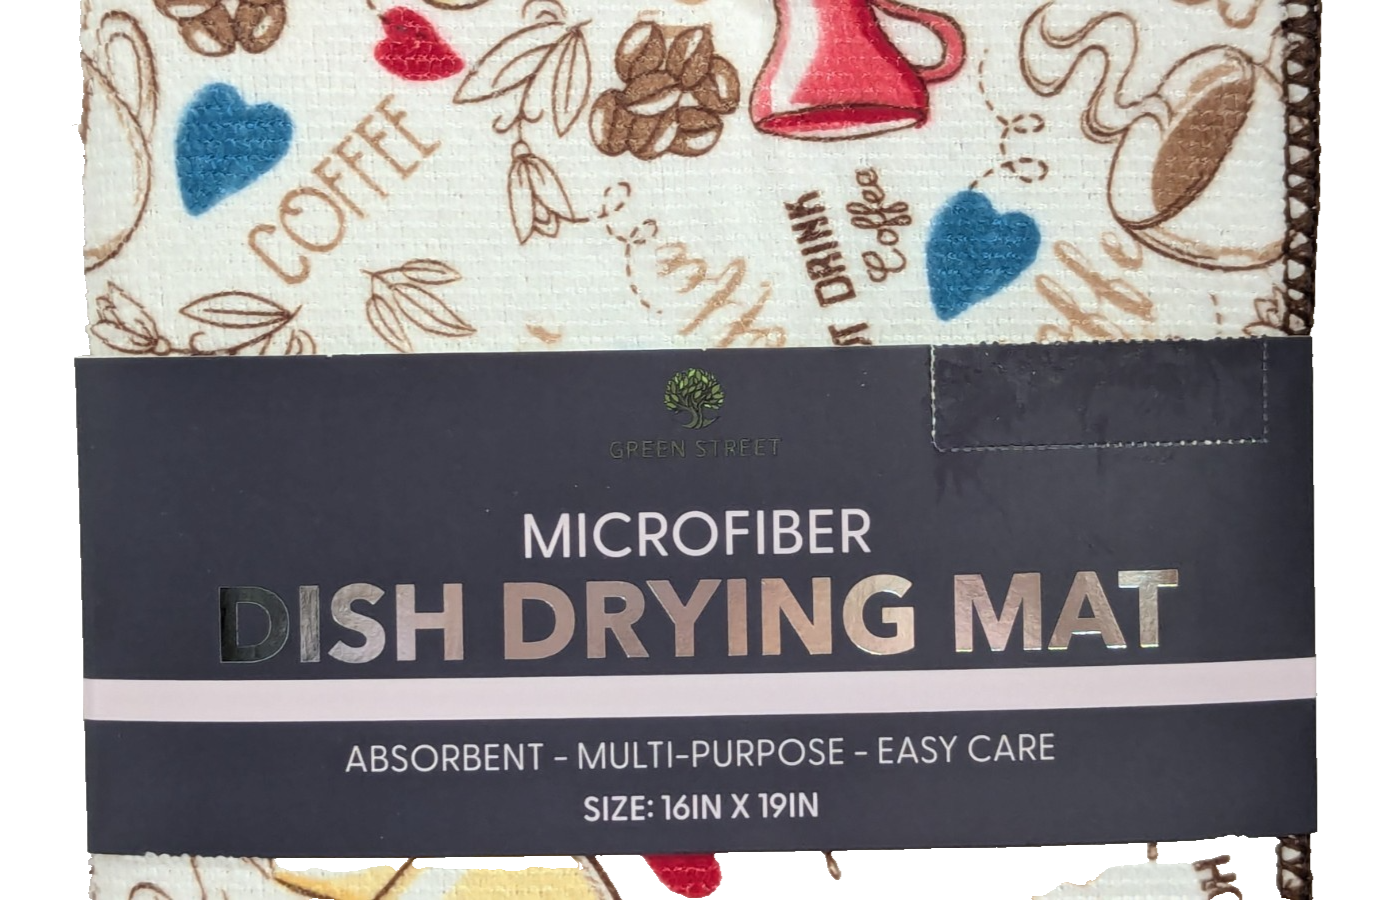 COFFEE
DRINK
Coffee
GREEN STREET
MICROFIBER
DISH DRYING MAT
ABSORBENT - MULTI-PURPOSE - EASY CARE
SIZE: 16IN X 19IN